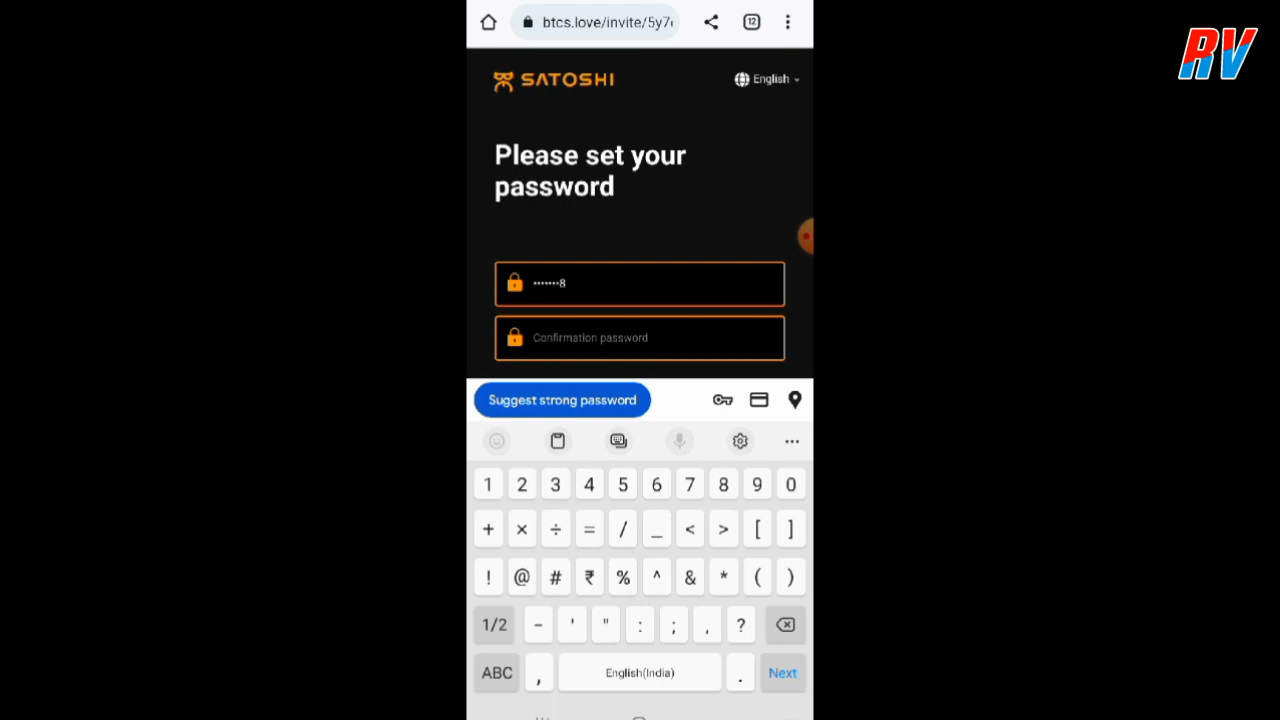 btcs.love/invite/5y7
12
RV
SATOSHI
English
Please set your
password
•••••••8
Confirmation password
Suggest strong password
1 2 3 4 5 6 7 8 9 0
+ × ÷ = / _ < > [ ]
! @ # ₹ % ^ & * ( )
1/2 - ' " : ; , ?
ABC , English(India) . Next